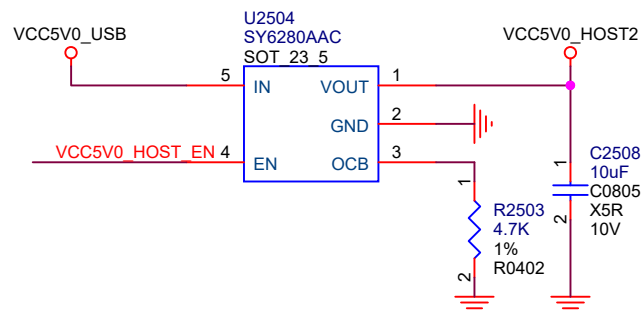 U2504
SY6280AAC
SOT_23_5
VCC5V0_USB
VCC5V0_HOST2
5 IN VOUT 1
GND 2
VCC5V0_HOST_EN 4 EN OCB 3
1
R2503
4.7K
1%
R0402
2
1
C2508
10uF
C0805
X5R
10V
2